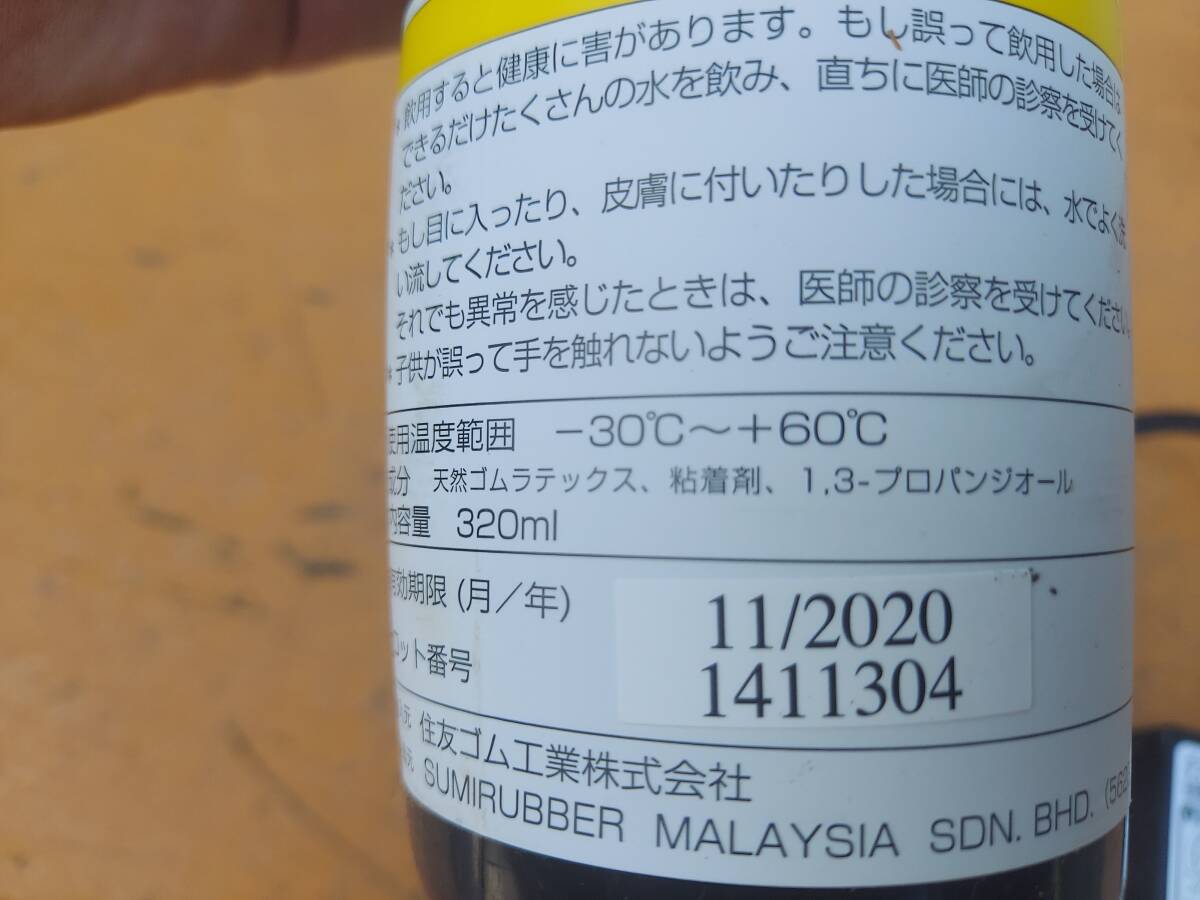 * 飲用すると健康に害があります。もし誤って飲用した場合は
できるだけたくさんの水を飲み、直ちに医師の診察を受けてく
ださい。
* もし目に入ったり、皮膚に付いたりした場合には、水でよく洗
い流してください。
それでも異常を感じたときは、医師の診察を受けてください。
* 子供が誤って手を触れないようご注意ください。
使用温度範囲 －30℃～＋60℃
成分 天然ゴムラテックス、粘着剤、1,3-プロパンジオール
内容量 320ml
有効期限 (月／年) 11/2020
ロット番号 1411304
元 住友ゴム工業株式会社
元 SUMIRUBBER MALAYSIA SDN. BHD. (562